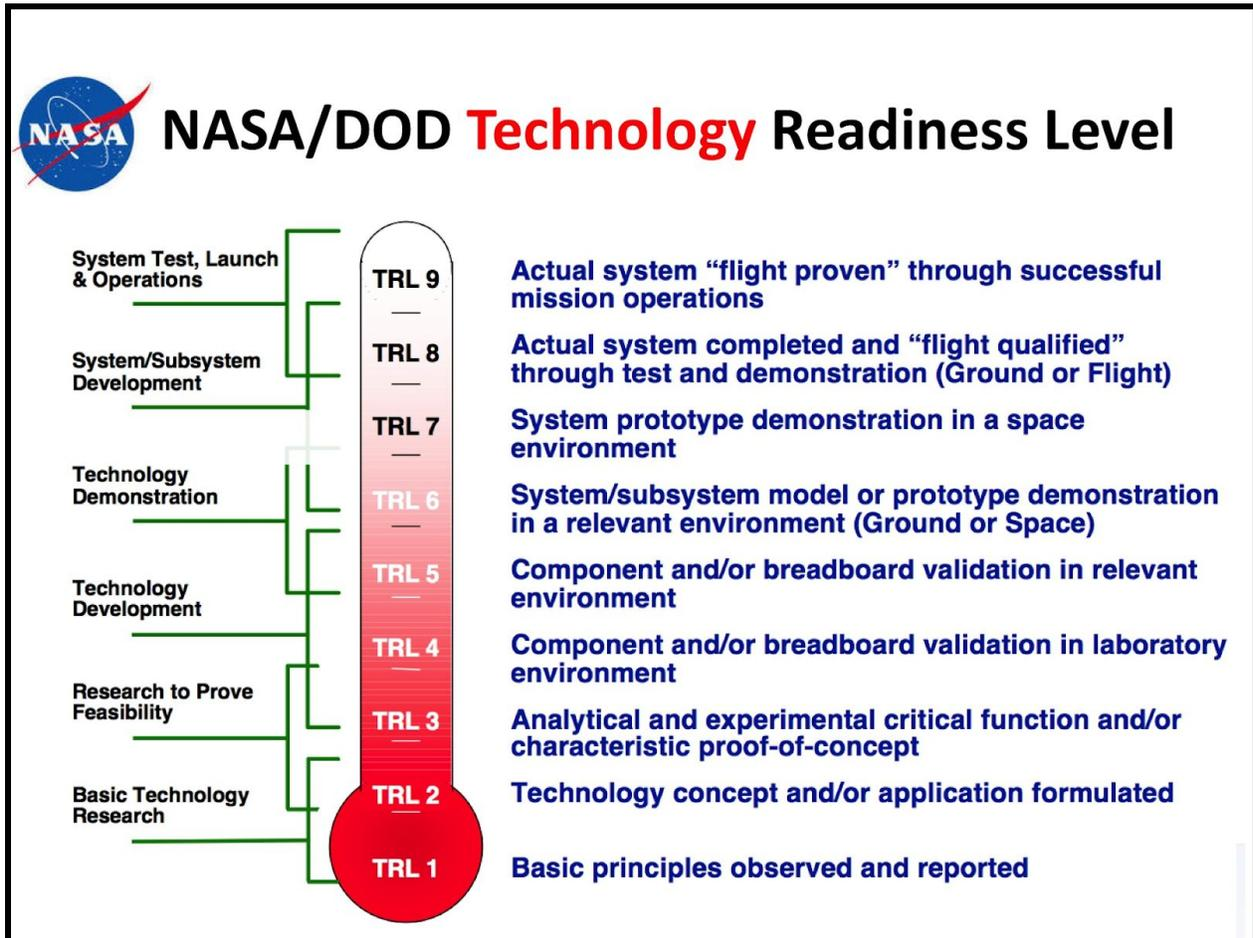 NASA
NASA/DOD Technology Readiness Level
System Test, Launch
& Operations
System/Subsystem
Development
Technology
Demonstration
Technology
Development
Research to Prove
Feasibility
Basic Technology
Research
TRL 9
TRL 8
TRL 7
TRL 6
TRL 5
TRL 4
TRL 3
TRL 2
TRL 1
Actual system “flight proven” through successful
mission operations
Actual system completed and “flight qualified”
through test and demonstration (Ground or Flight)
System prototype demonstration in a space
environment
System/subsystem model or prototype demonstration
in a relevant environment (Ground or Space)
Component and/or breadboard validation in relevant
environment
Component and/or breadboard validation in laboratory
environment
Analytical and experimental critical function and/or
characteristic proof-of-concept
Technology concept and/or application formulated
Basic principles observed and reported